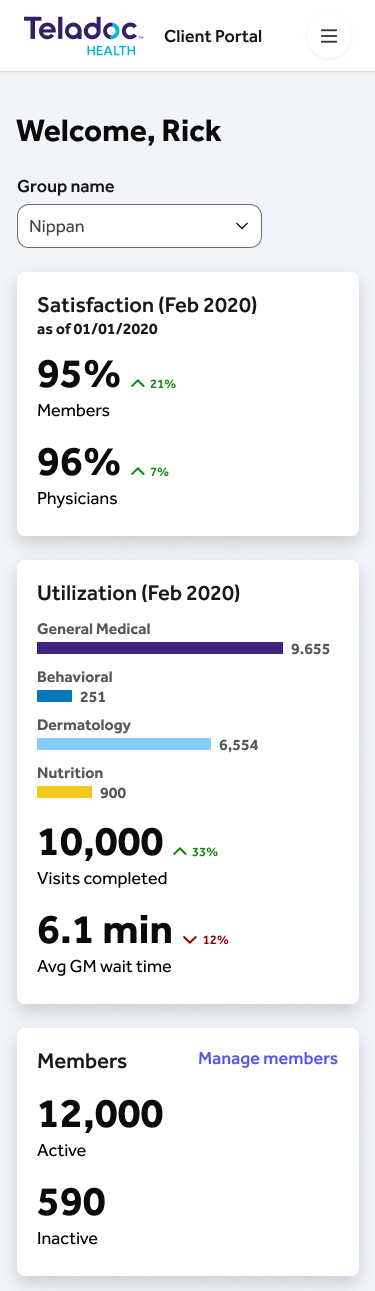 Teladoc™
HEALTH
Client Portal
Welcome, Rick
Group name
Nippan
Satisfaction (Feb 2020)
as of 01/01/2020
95% 21%
Members
96% 7%
Physicians
Utilization (Feb 2020)
General Medical
9.655
Behavioral
251
Dermatology
6,554
Nutrition
900
10,000 33%
Visits completed
6.1 min 12%
Avg GM wait time
Members Manage members
12,000
Active
590
Inactive